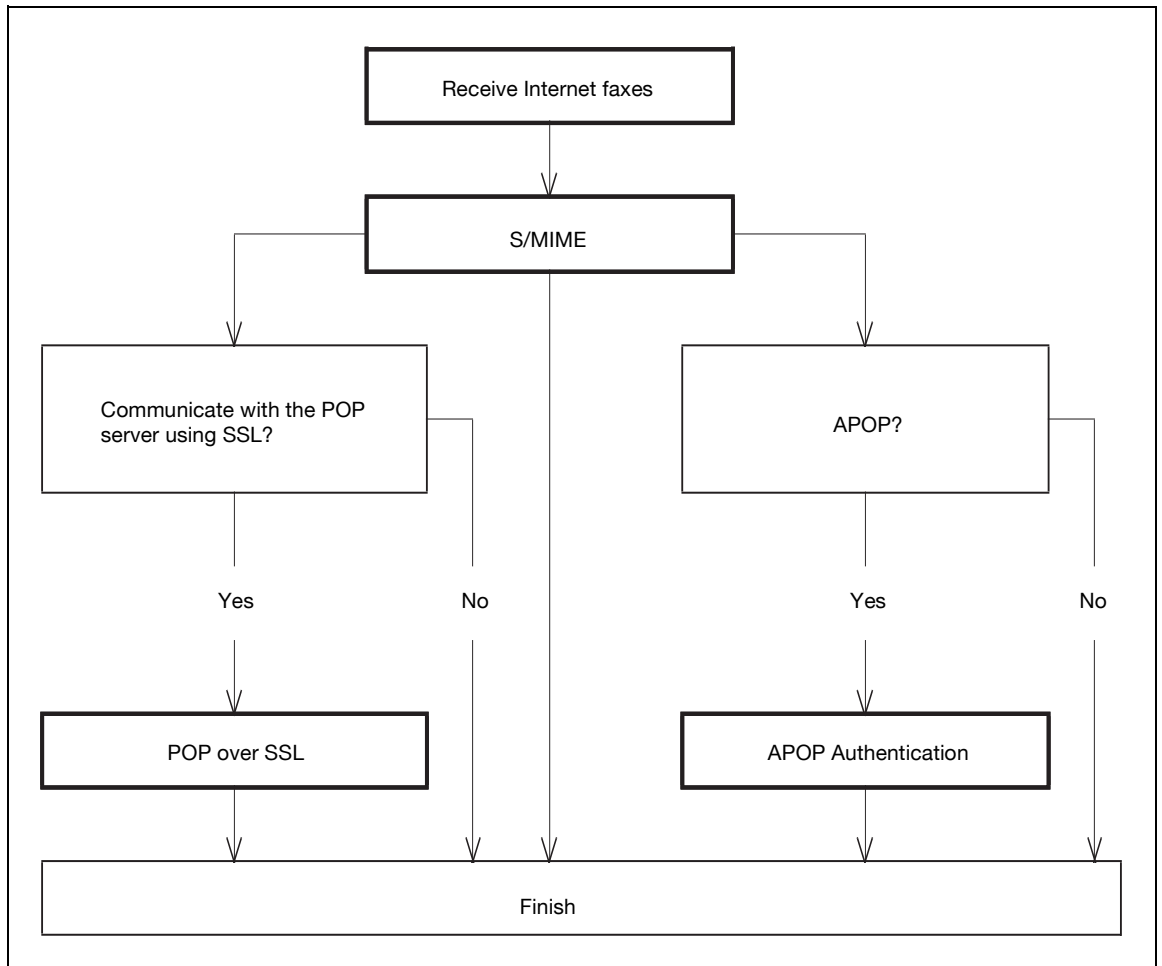 Receive Internet faxes
S/MIME
Communicate with the POP
server using SSL?
APOP?
Yes
No
Yes
No
POP over SSL
APOP Authentication
Finish